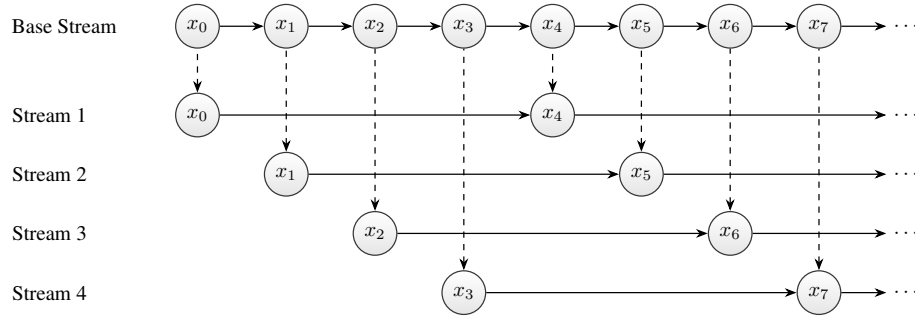 Base Stream x₀ x₁ x₂ x₃ x₄ x₅ x₆ x₇ ···
Stream 1 x₀ x₄ ···
Stream 2 x₁ x₅ ···
Stream 3 x₂ x₆ ···
Stream 4 x₃ x₇ ···